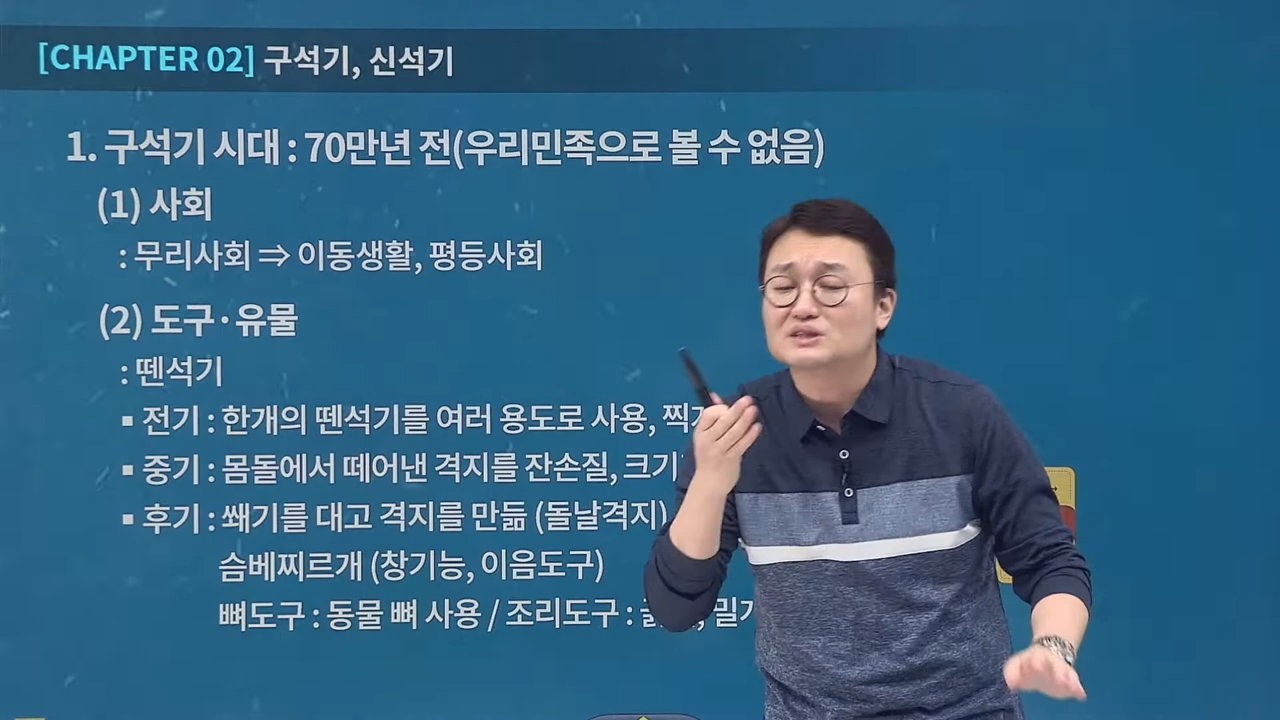 [CHAPTER 02] 구석기, 신석기
1. 구석기 시대 : 70만년 전(우리민족으로 볼 수 없음)
(1) 사회
: 무리사회 ⇒ 이동생활, 평등사회
(2) 도구·유물
: 뗀석기
▪ 전기 : 한개의 뗀석기를 여러 용도로 사용,
▪ 중기 : 몸돌에서 떼어낸 격지를 잔손질,
▪ 후기 : 쐐기를 대고 격지를 만듦 (돌날격지)
슴베찌르개 (창기능, 이음도구)
뼈도구 : 동물 뼈 사용 / 조리도구 :